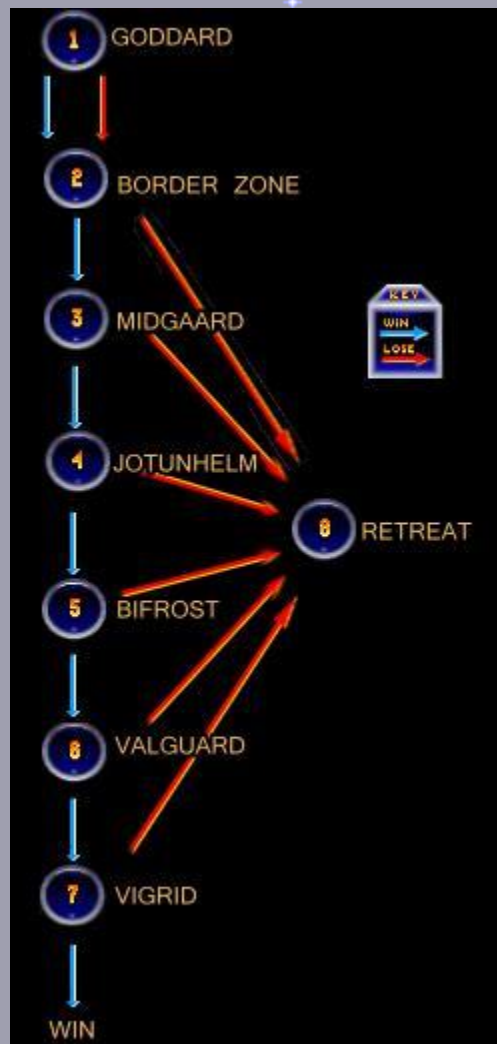 1 GODDARD
2 BORDER ZONE
KEY
WIN
LOSE
3 MIDGAARD
4 JOTUNHELM
8 RETREAT
5 BIFROST
6 VALGUARD
7 VIGRID
WIN